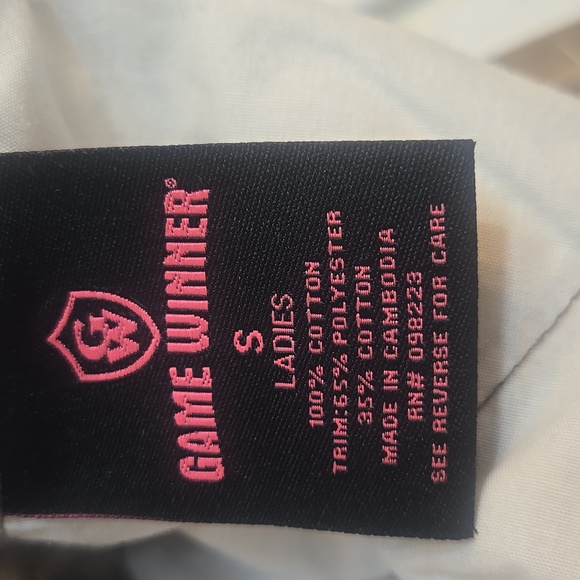 GW
GAME WINNER®
S
LADIES
100% COTTON
TRIM:65% POLYESTER
35% COTTON
MADE IN CAMBODIA
RN# 098223
SEE REVERSE FOR CARE